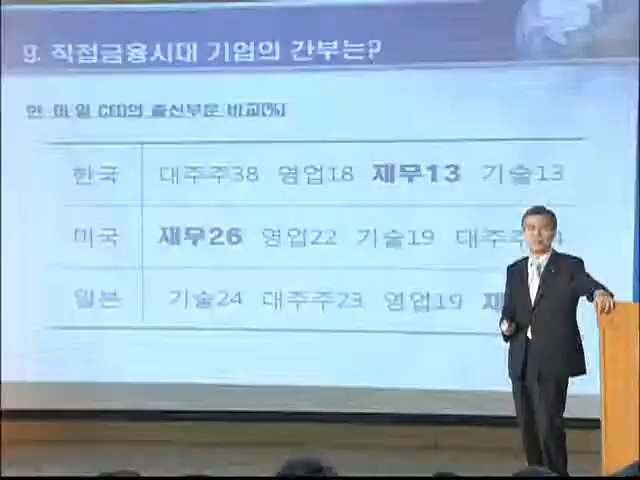 9. 직접금융시대 기업의 간부는?
한·미·일 CEO의 출신부문 비교(%)
한국 대주주38 영업18 재무13 기술13
미국 재무26 영업22 기술19
일본 기술24 대주주23 영업19